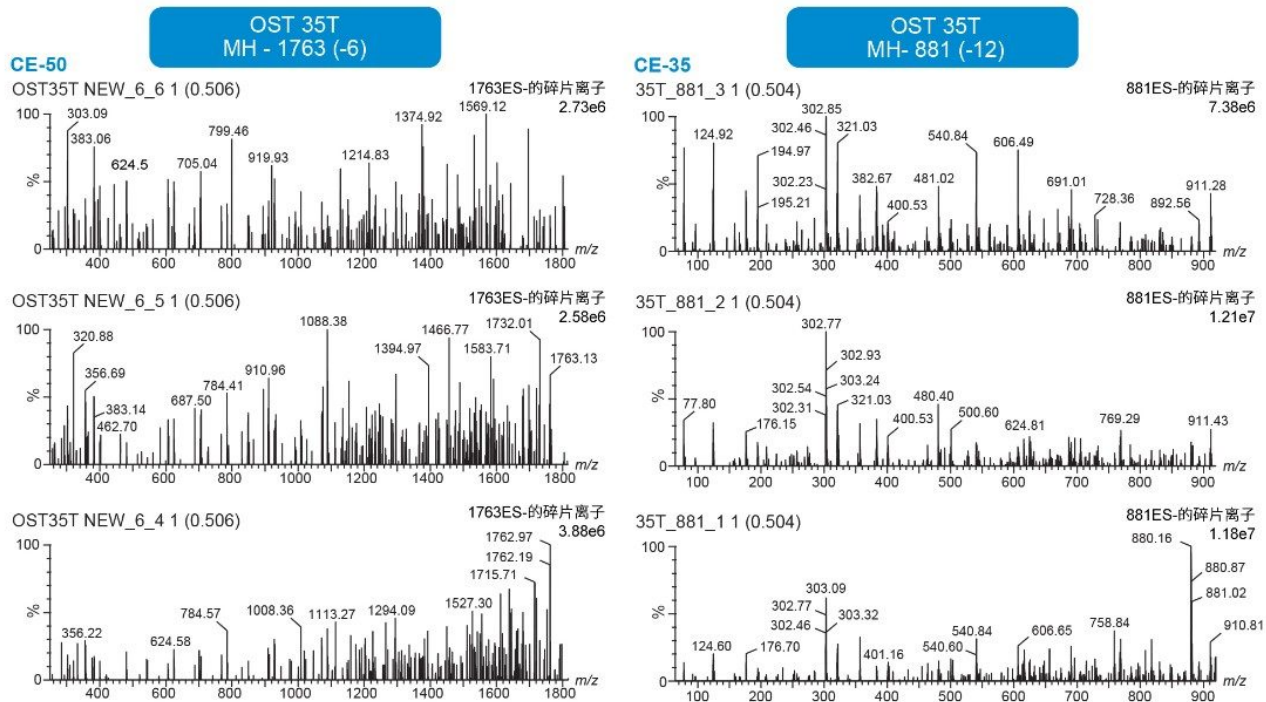 OST 35T
MH - 1763 (-6)
CE-50
OST35T NEW_6_6 1 (0.506)
1763ES-的碎片离子
2.73e6
100
%
0
303.09
383.06
624.5
705.04
799.46
919.93
1214.83
1374.92
1569.12
400 600 800 1000 1200 1400 1600 1800
m/z
OST35T NEW_6_5 1 (0.506)
1763ES-的碎片离子
2.58e6
100
%
0
320.88
356.69
383.14
462.70
687.50
784.41
910.96
1088.38
1394.97
1466.77
1583.71
1732.01
1763.13
400 600 800 1000 1200 1400 1600 1800
m/z
OST35T NEW_6_4 1 (0.506)
1763ES-的碎片离子
3.88e6
100
%
0
356.22
624.58
784.57
1008.36
1113.27
1294.09
1527.30
1715.71
1762.19
1762.97
400 600 800 1000 1200 1400 1600 1800
m/z
OST 35T
MH- 881 (-12)
CE-35
35T_881_3 1 (0.504)
881ES-的碎片离子
7.38e6
100
%
0
124.92
194.97
195.21
302.85
302.46
302.23
321.03
382.67
400.53
481.02
540.84
606.49
691.01
728.36
892.56
911.28
100 200 300 400 500 600 700 800 900
m/z
35T_881_2 1 (0.504)
881ES-的碎片离子
1.21e7
100
%
0
77.80
176.15
302.77
302.93
302.54
303.24
302.31
321.03
400.53
480.40
500.60
624.81
769.29
911.43
100 200 300 400 500 600 700 800 900
m/z
35T_881_1 1 (0.504)
881ES-的碎片离子
1.18e7
100
%
0
124.60
176.70
303.09
302.77
302.46
303.32
401.16
540.84
540.60
606.65
758.84
880.16
880.87
881.02
910.81
100 200 300 400 500 600 700 800 900
m/z